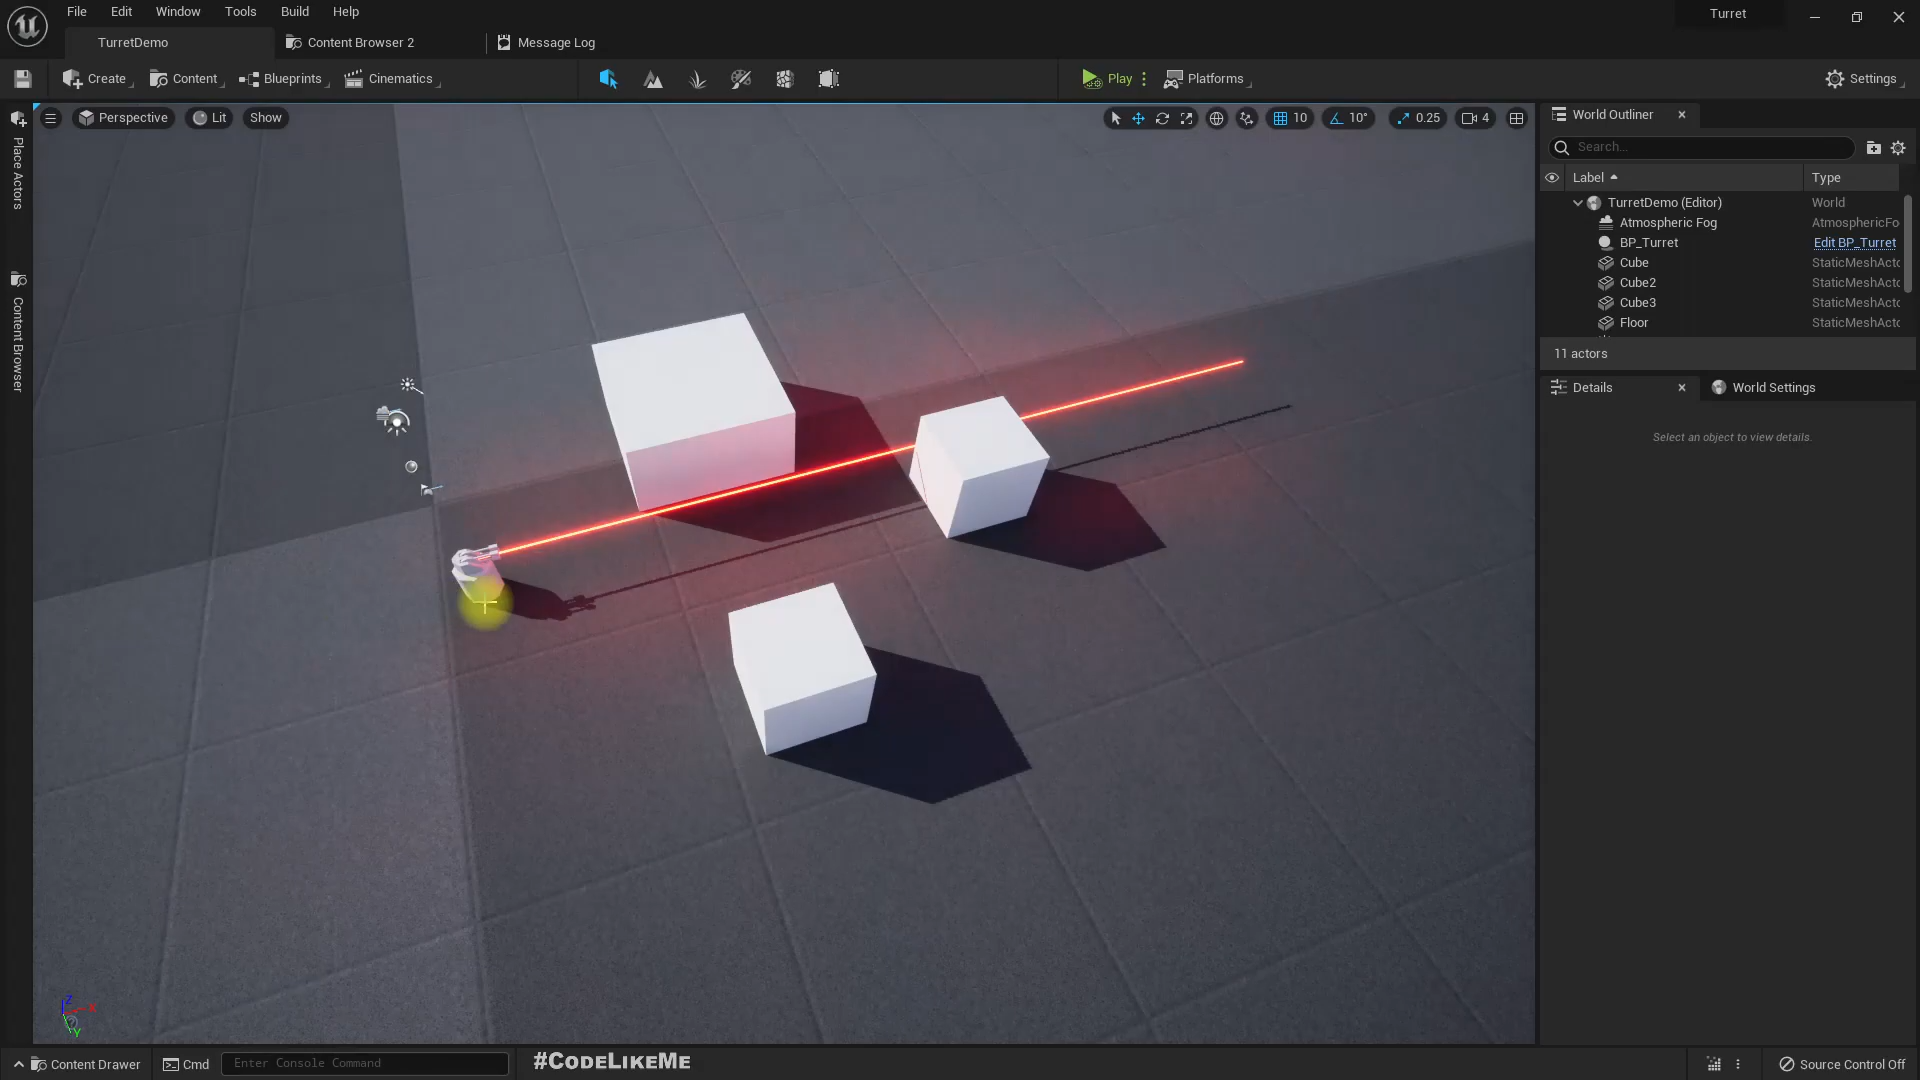 File Edit Window Tools Build Help
Turret
TurretDemo
Content Browser 2
Message Log
Create
Content
Blueprints
Cinematics
Play
Platforms
Settings
Perspective
Lit
Show
10
10°
0.25
4
Place Actors
Content Browser
World Outliner
Search...
Label
Type
TurretDemo (Editor)
World
Atmospheric Fog
AtmosphericFo
BP_Turret
Edit BP_Turret
Cube
StaticMeshActo
Cube2
StaticMeshActo
Cube3
StaticMeshActo
Floor
StaticMeshActo
11 actors
Details
World Settings
Select an object to view details.
Z
X
Y
Content Drawer
Cmd
Enter Console Command
#CodeLikeMe
Source Control Off